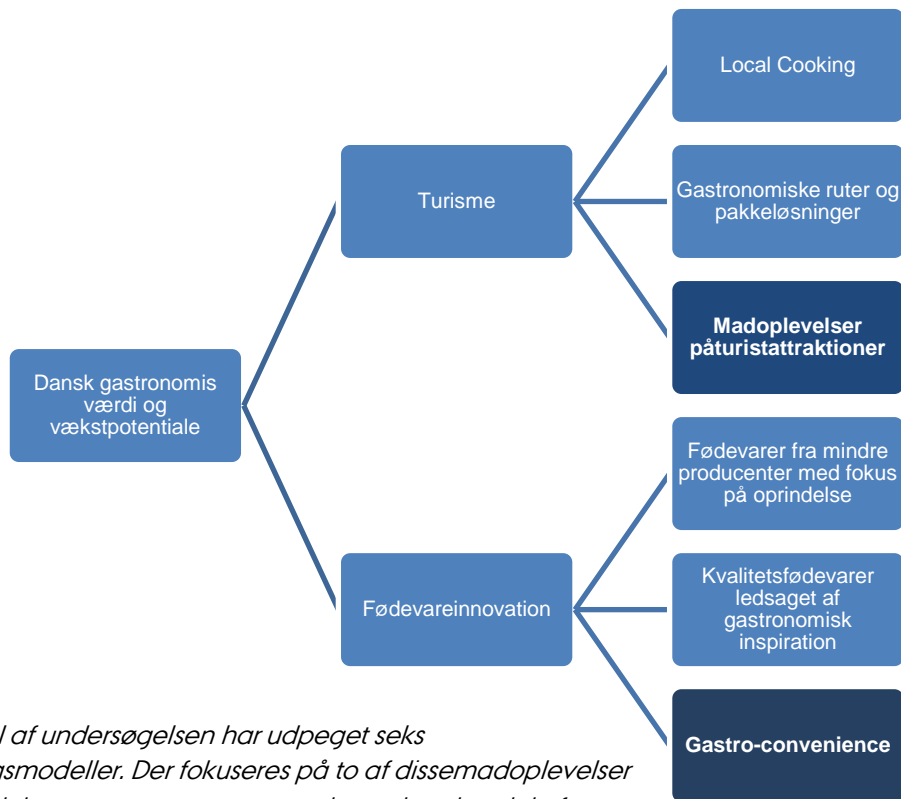 Local Cooking
Gastronomiske ruter og
pakkeløsninger
Turisme
Madoplevelser
påturistattraktioner
Dansk gastronomis
værdi og
vækstpotentiale
Fødevarer fra mindre
producenter med fokus
på oprindelse
Fødevareinnovation
Kvalitetsfødevarer
ledsaget af
gastronomisk
inspiration
Gastro-convenience
af undersøgelsen har udpeget seks
gsmodeller. Der fokuseres på to af dissemadoplevelser